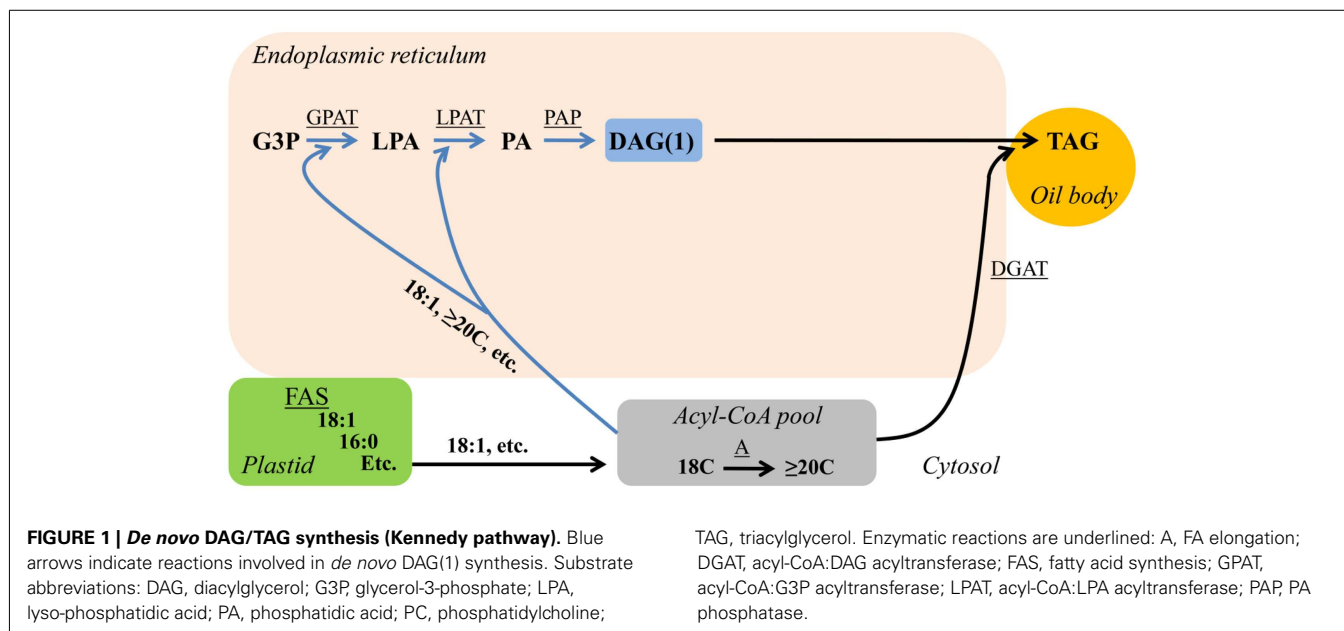 Endoplasmic reticulum
GPAT LPAT PAP
G3P LPA PA DAG(1) TAG
Oil body
DGAT
18:1, ≥20C, etc.
FAS
18:1
16:0
Plastid Etc.
18:1, etc.
Acyl-CoA pool
A
18C ≥20C
Cytosol
FIGURE 1 | De novo DAG/TAG synthesis (Kennedy pathway). Blue
arrows indicate reactions involved in de novo DAG(1) synthesis. Substrate
abbreviations: DAG, diacylglycerol; G3P, glycerol-3-phosphate; LPA,
lyso-phosphatidic acid; PA, phosphatidic acid; PC, phosphatidylcholine;
TAG, triacylglycerol. Enzymatic reactions are underlined: A, FA elongation;
DGAT, acyl-CoA:DAG acyltransferase; FAS, fatty acid synthesis; GPAT,
acyl-CoA:G3P acyltransferase; LPAT, acyl-CoA:LPA acyltransferase; PAP, PA
phosphatase.